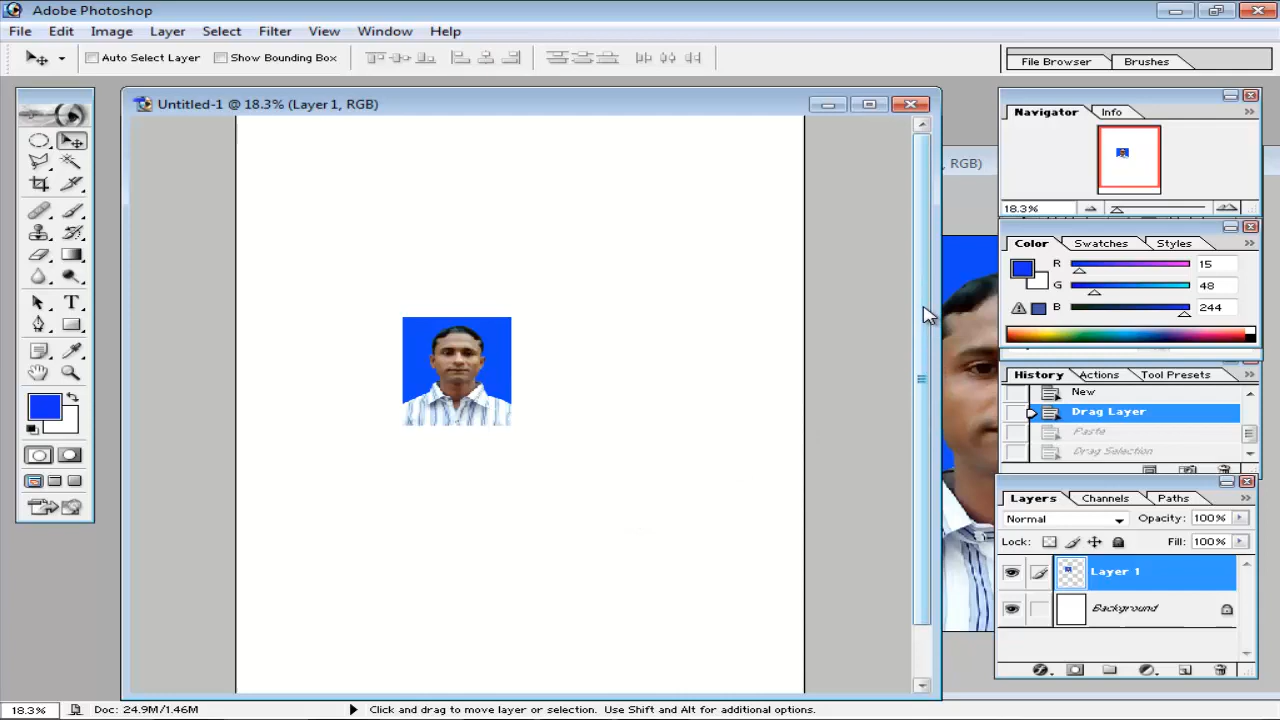 Adobe Photoshop
File Edit Image Layer Select Filter View Window Help
Auto Select Layer Show Bounding Box
File Browser Brushes
Untitled-1 @ 18.3% (Layer 1, RGB)
, RGB)
Navigator Info
18.3%
Color Swatches Styles
R 15
G 48
B 244
History Actions Tool Presets
New
Drag Layer
Paste
Drag Selection
Layers Channels Paths
Normal Opacity: 100%
Lock: Fill: 100%
Layer 1
Background
18.3% Doc: 24.9M/1.46M Click and drag to move layer or selection. Use Shift and Alt for additional options.